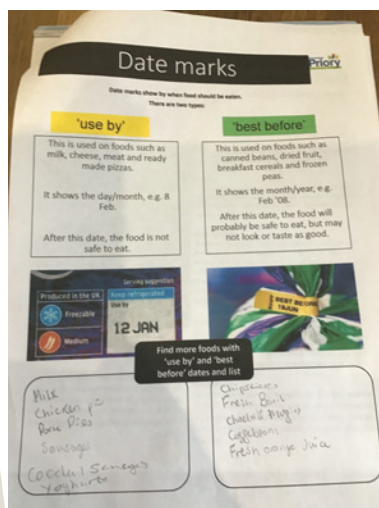 Date marks
Priory
Date marks show by when food should be eaten.
There are two types:
'use by'
This is used on foods such as
milk, cheese, meat and ready
made pizzas.
It shows the day/month, e.g. 8
Feb.
After this date, the food is not
safe to eat.
'best before'
This is used on foods such as
canned beans, dried fruit,
breakfast cereals and frozen
peas.
It shows the month/year, e.g.
Feb '08.
After this date, the food will
probably be safe to eat, but may
not look or taste as good.
Serving suggestion
Produced in the UK
Freezable
Medium
Keep refrigerated
Use by
12 JAN
BEST BEFORE
19JUN
Find more foods with
'use by' and 'best
before' dates and list
Milk
Chicken
Pork Pies
Sausages
Cocktail Sausages
Yoghurts
Fresh
Fresh orange Juice